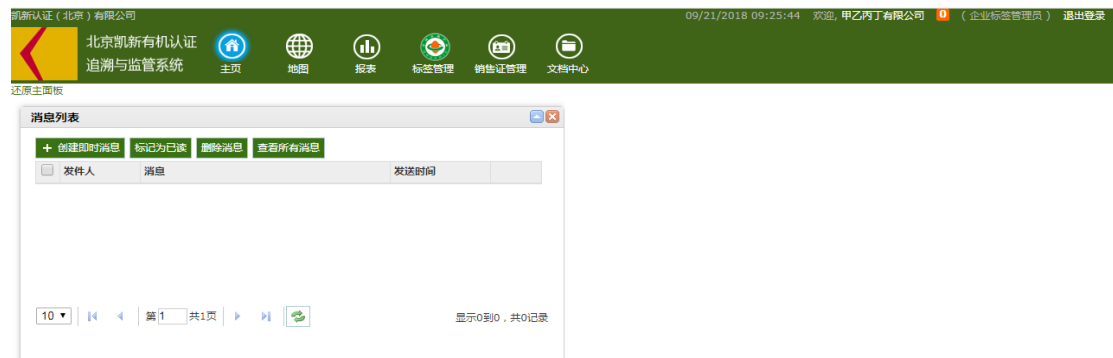 凯新认证（北京）有限公司 09/21/2018 09:25:44 欢迎, 甲乙丙丁有限公司 0 （企业标签管理员） 退出登录
北京凯新有机认证
追溯与监管系统
主页 地图 报表 标签管理 销售证管理 文档中心
还原主面板
消息列表
+ 创建即时消息 标记为已读 删除消息 查看所有消息
发件人 消息 发送时间
10 第 1 共1页 显示0到0，共0记录